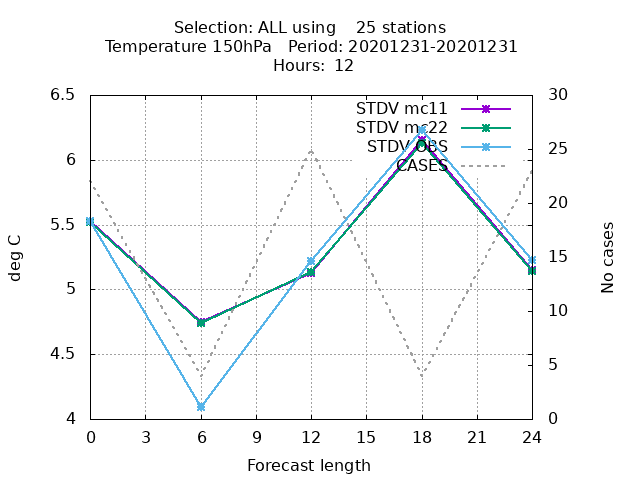 Selection: ALL using    25 stations
Temperature 150hPa   Period: 20201231-20201231
Hours:  12
STDV mc11
STDV mc22
STDV OBS
CASES
6.5
6
5.5
5
4.5
4
deg C
30
25
20
15
10
5
0
No cases
0 3 6 9 12 15 18 21 24
Forecast length